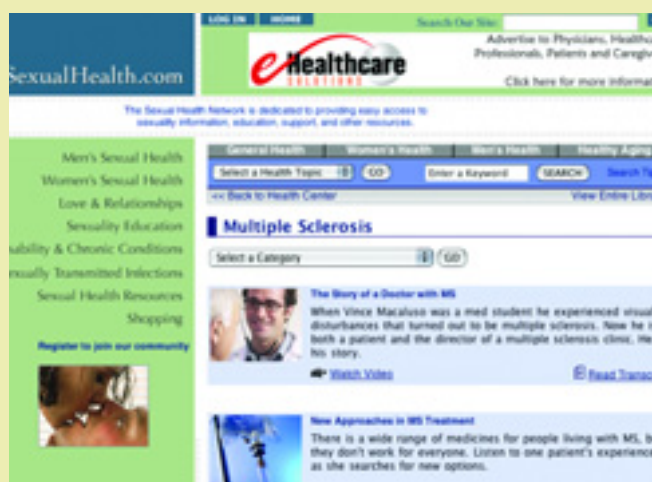 LOG IN HOME Search Our Site:
SexualHealth.com
eHealthcare
SOLUTIONS
Advertise to Physicians, Healthc
Professionals, Patients and Caregiv
Click here for more informat
The Sexual Health Network is dedicated to providing easy access to
sexuality information, education, support, and other resources.
Men's Sexual Health
Women's Sexual Health
Love & Relationships
Sexuality Education
sability & Chronic Conditions
exually Transmitted Infections
Sexual Health Resources
Shopping
Register to join our community
General Health Women's Health Men's Health Healthy Aging
Select a Health Topic GO Enter a Keyword SEARCH Search Tip
<< Back to Health Center View Entire Libr
Multiple Sclerosis
Select a Category GO
The Story of a Doctor with MS
When Vince Macaluso was a med student he experienced visual
disturbances that turned out to be multiple sclerosis. Now he is
both a patient and the director of a multiple sclerosis clinic. He
his story.
Watch Video Read Transc
New Approaches in MS Treatment
There is a wide range of medicines for people living with MS, b
they don't work for everyone. Listen to one patient's experience
as she searches for new options.